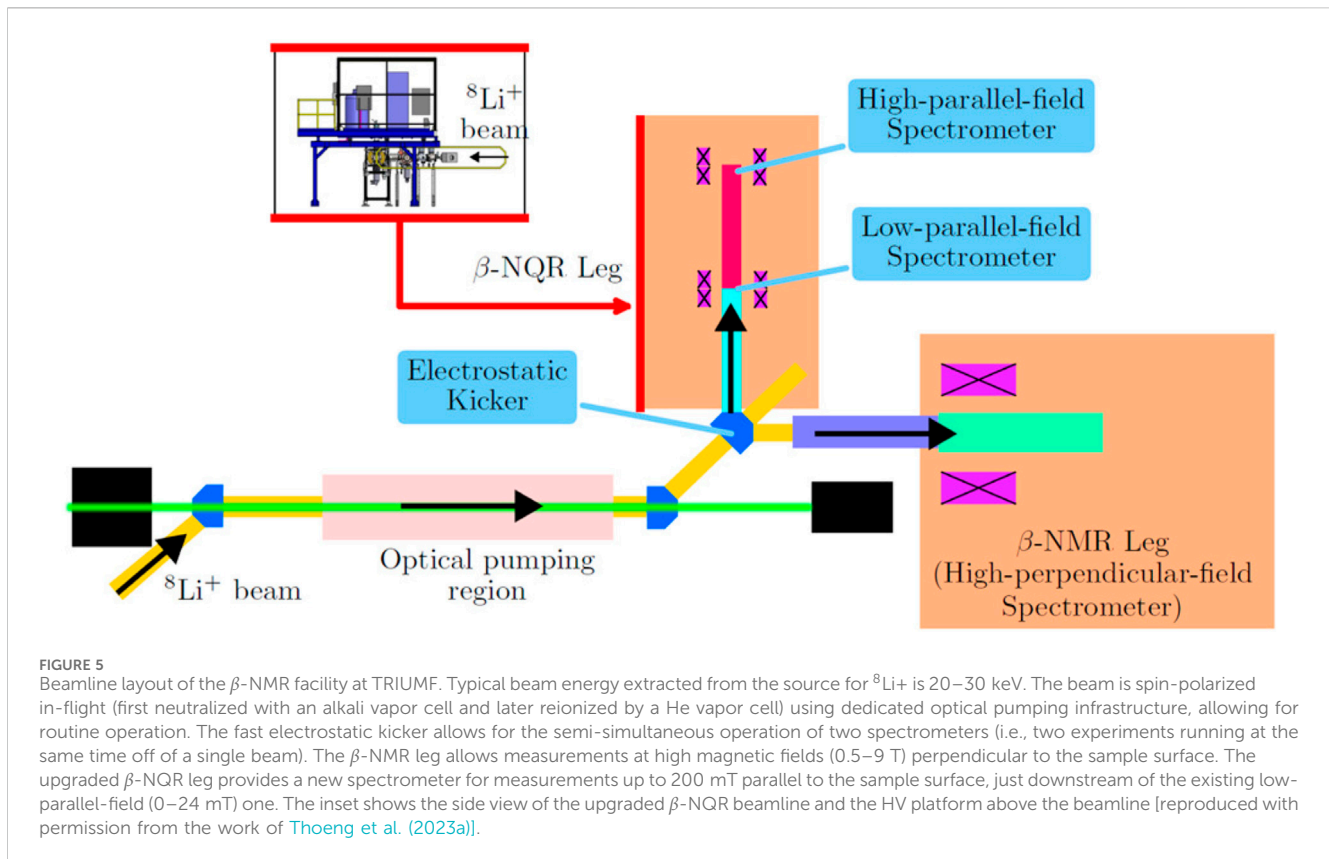 ⁸Li⁺
beam
High-parallel-field
Spectrometer
Low-parallel-field
Spectrometer
β-NQR Leg
Electrostatic
Kicker
⁸Li⁺ beam
Optical pumping
region
β-NMR Leg
(High-perpendicular-field
Spectrometer)
FIGURE 5
Beamline layout of the β-NMR facility at TRIUMF. Typical beam energy extracted from the source for ⁸Li+ is 20–30 keV. The beam is spin-polarized
in-flight (first neutralized with an alkali vapor cell and later reionized by a He vapor cell) using dedicated optical pumping infrastructure, allowing for
routine operation. The fast electrostatic kicker allows for the semi-simultaneous operation of two spectrometers (i.e., two experiments running at the
same time off of a single beam). The β-NMR leg allows measurements at high magnetic fields (0.5–9 T) perpendicular to the sample surface. The
upgraded β-NQR leg provides a new spectrometer for measurements up to 200 mT parallel to the sample surface, just downstream of the existing low-
parallel-field (0–24 mT) one. The inset shows the side view of the upgraded β-NQR beamline and the HV platform above the beamline [reproduced with
permission from the work of Thoeng et al. (2023a)].